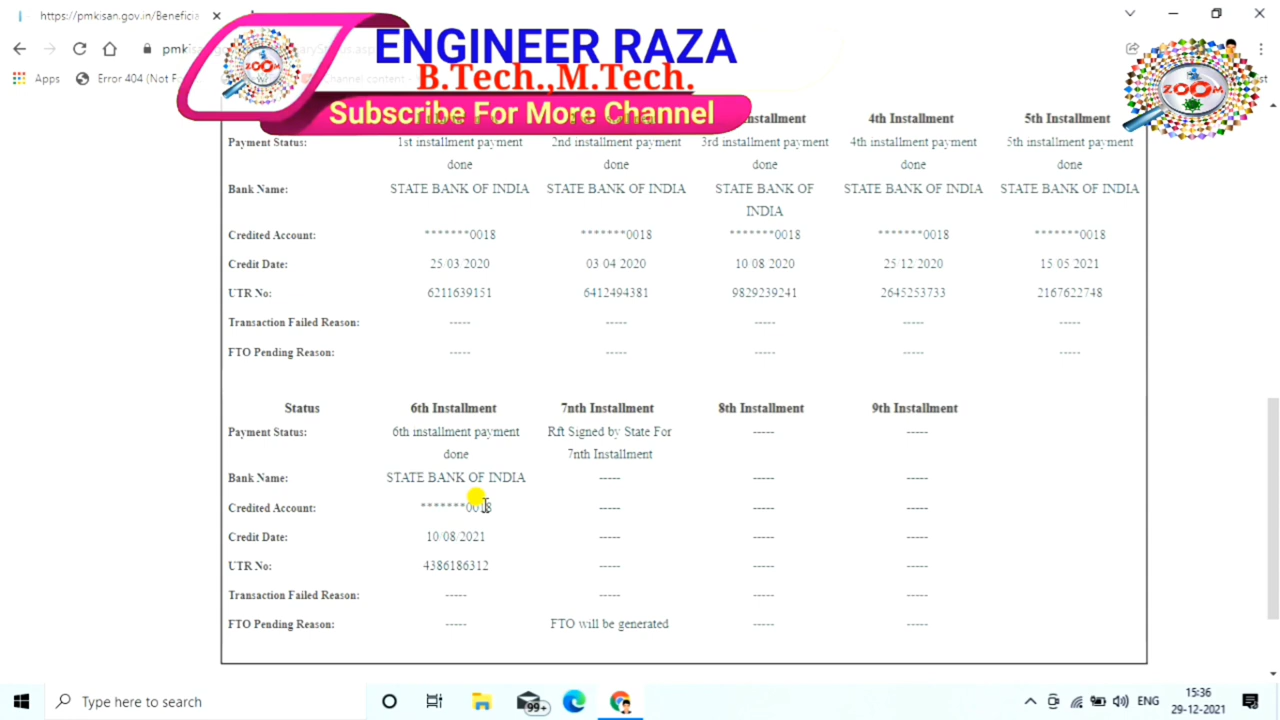 https://pmkisan.gov.in/Beneficia
ENGINEER RAZA
B.Tech.,M.Tech.
Subscribe For More Channel
ZOOM
ZOOM
Apps Error 404 (Not F
channel content -
nstallment 4th Installment 5th Installment
Payment Status: 1st installment payment done 2nd installment payment done 3rd installment payment done 4th installment payment done 5th installment payment done
Bank Name: STATE BANK OF INDIA STATE BANK OF INDIA STATE BANK OF INDIA STATE BANK OF INDIA STATE BANK OF INDIA
Credited Account: *******0018 *******0018 *******0018 *******0018 *******0018
Credit Date: 25/03/2020 03/04/2020 10/08/2020 25/12/2020 15/05/2021
UTR No: 6211639151 6412494381 9829239241 2645253733 2167622748
Transaction Failed Reason: ----- ----- ----- ----- -----
FTO Pending Reason: ----- ----- ----- ----- -----
Status 6th Installment 7nth Installment 8th Installment 9th Installment
Payment Status: 6th installment payment done Rft Signed by State For 7nth Installment ----- -----
Bank Name: STATE BANK OF INDIA ----- ----- -----
Credited Account: *******0018 ----- ----- -----
Credit Date: 10/08/2021 ----- ----- -----
UTR No: 4386186312 ----- ----- -----
Transaction Failed Reason: ----- ----- ----- -----
FTO Pending Reason: ----- FTO will be generated ----- -----
Type here to search
99+
ENG
15:36
29-12-2021